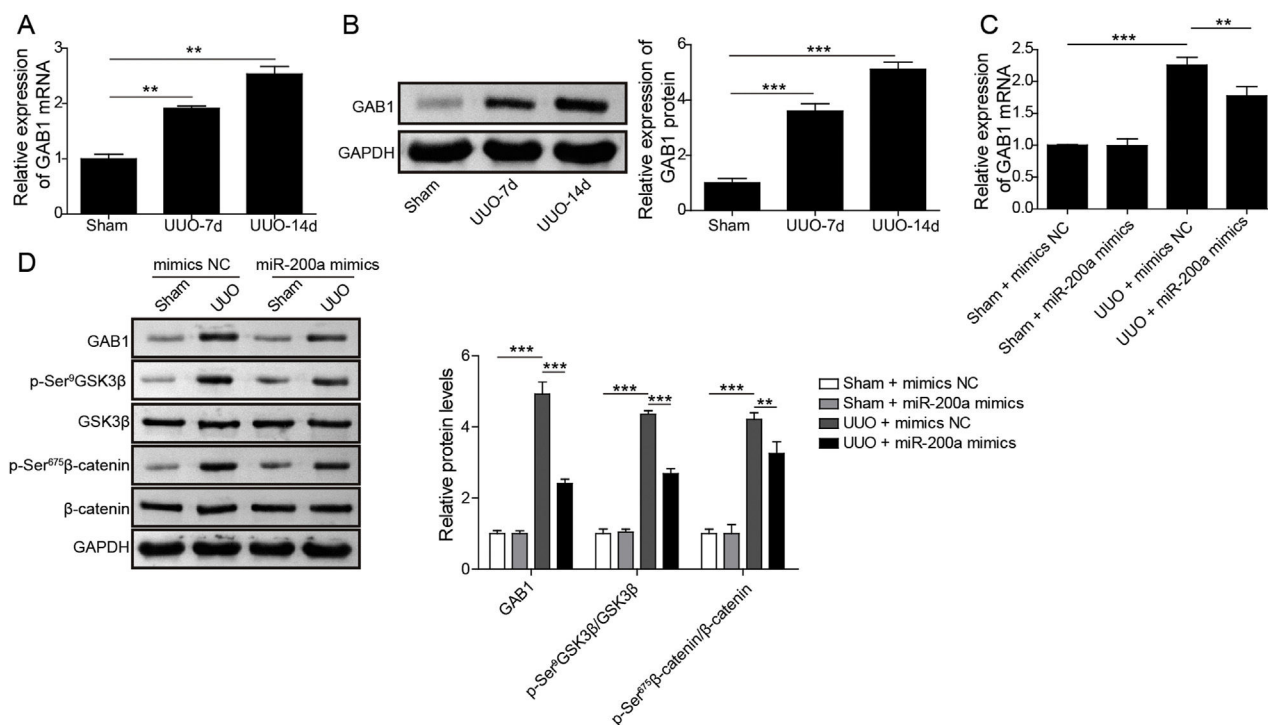 A
Relative expression
of GAB1 mRNA
3
2
1
0
**
**
Sham
UUO-7d
UUO-14d
B
GAB1
GAPDH
Sham
UUO-7d
UUO-14d
Relative expression of
GAB1 protein
6
4
2
0
***
***
Sham
UUO-7d
UUO-14d
C
Relative expression
of GAB1 mRNA
2.5
2.0
1.5
1.0
0.5
0.0
***
**
Sham + mimics NC
Sham + miR-200a mimics
UUO + mimics NC
UUO + miR-200a mimics
D
mimics NC
miR-200a mimics
Sham
UUO
Sham
UUO
GAB1
p-Ser⁹GSK3β
GSK3β
p-Ser⁶⁷⁵β-catenin
β-catenin
GAPDH
Relative protein levels
6
4
2
0
***
***
***
***
***
**
GAB1
p-Ser⁹GSK3β/GSK3β
p-Ser⁶⁷⁵β-catenin/β-catenin
Sham + mimics NC
Sham + miR-200a mimics
UUO + mimics NC
UUO + miR-200a mimics